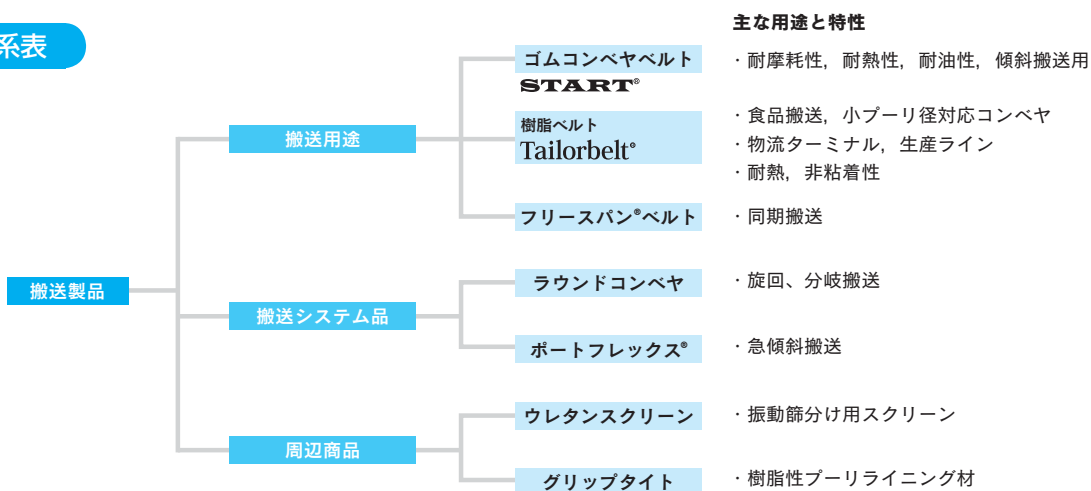 系表
主な用途と特性
ゴムコンベヤベルト
START®
・耐摩耗性，耐熱性，耐油性，傾斜搬送用
搬送用途
樹脂ベルト
Tailorbelt®
・食品搬送，小プーリ径対応コンベヤ
・物流ターミナル，生産ライン
・耐熱，非粘着性
フリースパン®ベルト
・同期搬送
搬送製品
搬送システム品
ラウンドコンベヤ
・旋回、分岐搬送
ポートフレックス®
・急傾斜搬送
周辺商品
ウレタンスクリーン
・振動篩分け用スクリーン
グリップタイト
・樹脂性プーリライニング材